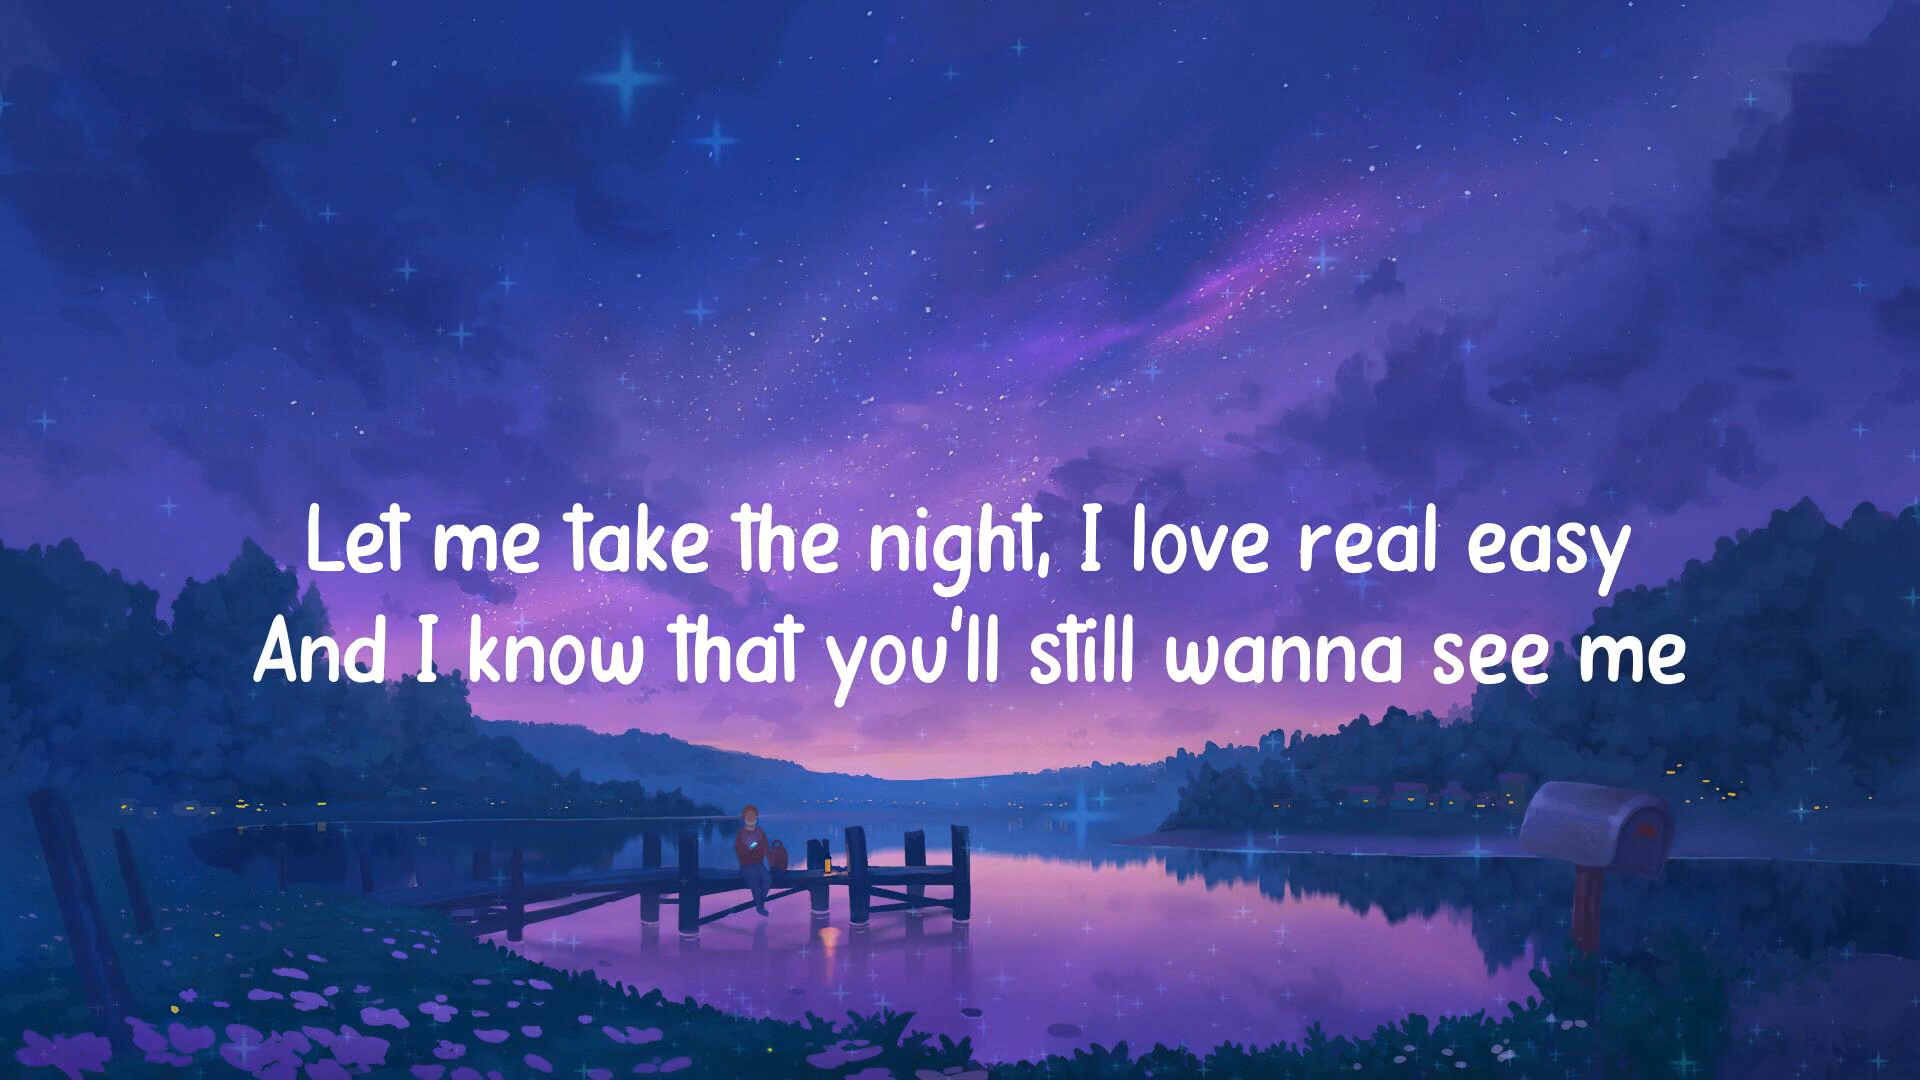 Let me take the night, I love real easy
And I know that you'll still wanna see me